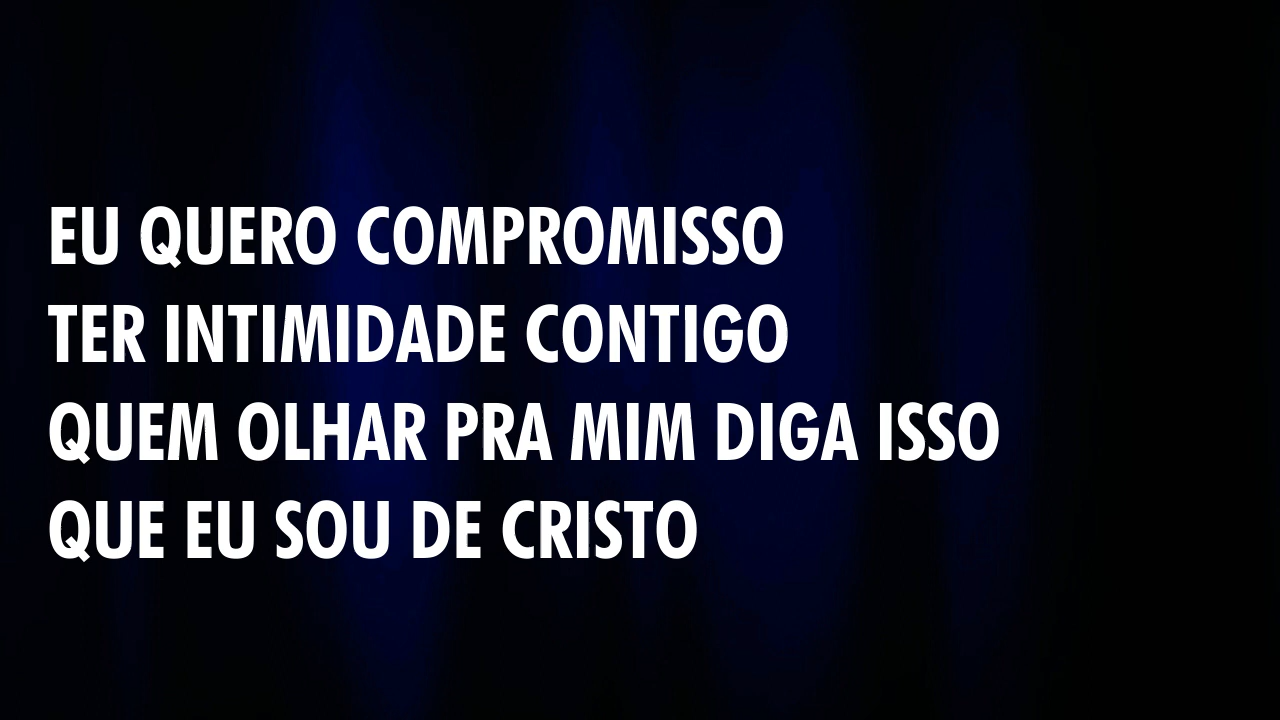 EU QUERO COMPROMISSO
TER INTIMIDADE CONTIGO
QUEM OLHAR PRA MIM DIGA ISSO
QUE EU SOU DE CRISTO